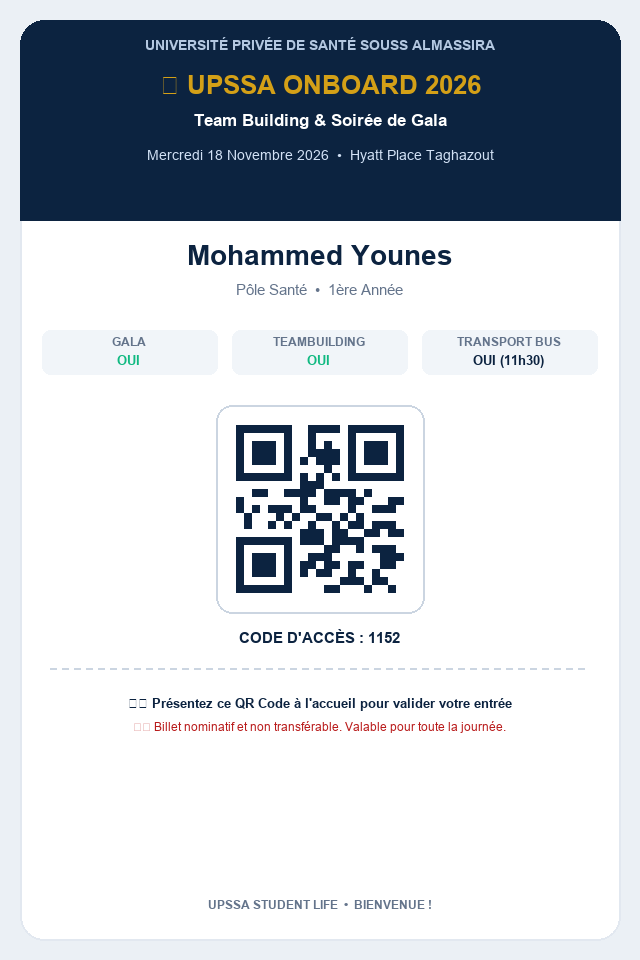 UNIVERSITÉ PRIVÉE DE SANTÉ SOUSS ALMASSIRA
UPSSA ONBOARD 2026
Team Building & Soirée de Gala
Mercredi 18 Novembre 2026 • Hyatt Place Taghazout
Mohammed Younes
Pôle Santé • 1ère Année
GALA
OUI
TEAMBUILDING
OUI
TRANSPORT BUS
OUI (11h30)
CODE D'ACCÈS : 1152
Présentez ce QR Code à l'accueil pour valider votre entrée
Billet nominatif et non transférable. Valable pour toute la journée.
UPSSA STUDENT LIFE • BIENVENUE !